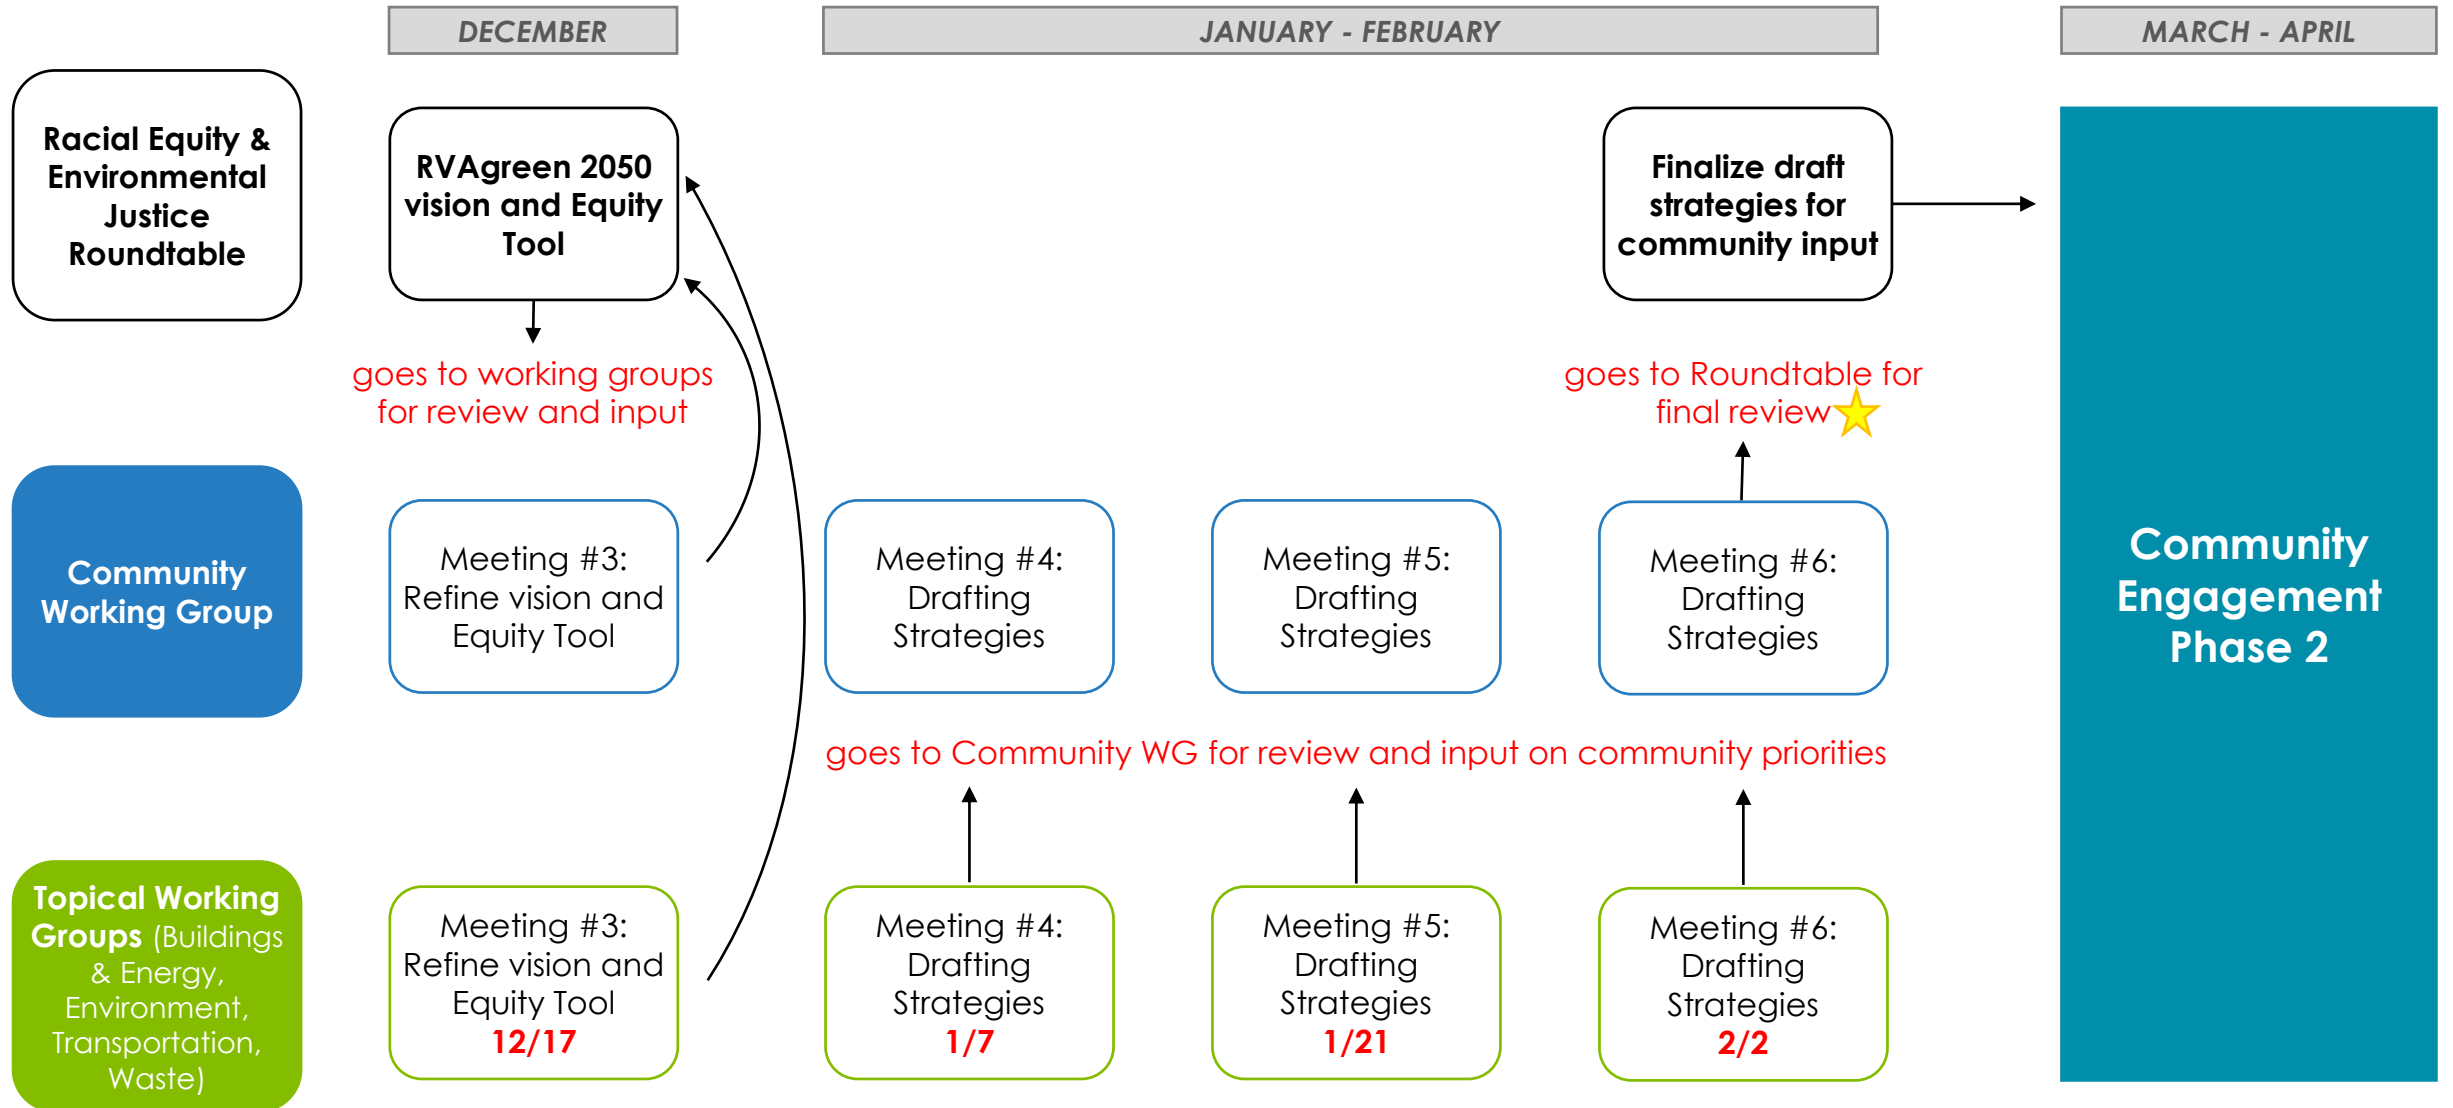 DECEMBER
JANUARY - FEBRUARY
MARCH - APRIL
Racial Equity &
Environmental
Justice
Roundtable
RVAgreen 2050
vision and Equity
Tool
Finalize draft
strategies for
community input
goes to working groups
for review and input
goes to Roundtable for
final review
Community
Working Group
Meeting #3:
Refine vision and
Equity Tool
Meeting #4:
Drafting
Strategies
Meeting #5:
Drafting
Strategies
Meeting #6:
Drafting
Strategies
Community
Engagement
Phase 2
goes to Community WG for review and input on community priorities
Topical Working
Groups (Buildings
& Energy,
Environment,
Transportation,
Waste)
Meeting #3:
Refine vision and
Equity Tool
12/17
Meeting #4:
Drafting
Strategies
1/7
Meeting #5:
Drafting
Strategies
1/21
Meeting #6:
Drafting
Strategies
2/2